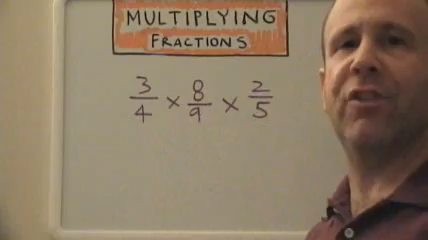 MULTIPLYING
FRACTIONS
3/4 × 8/9 × 2/5